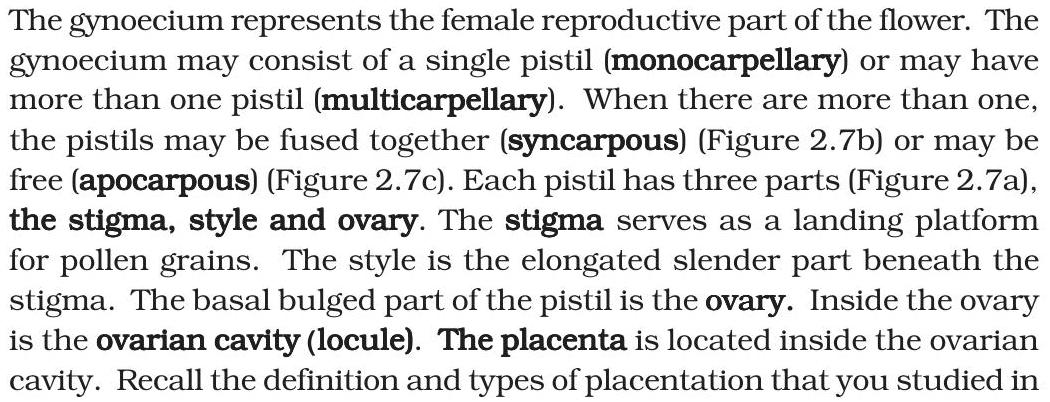 The gynoecium represents the female reproductive part of the flower. The
gynoecium may consist of a single pistil (monocarpellary) or may have
more than one pistil (multicarpellary). When there are more than one,
the pistils may be fused together (syncarpous) (Figure 2.7b) or may be
free (apocarpous) (Figure 2.7c). Each pistil has three parts (Figure 2.7a),
the stigma, style and ovary. The stigma serves as a landing platform
for pollen grains. The style is the elongated slender part beneath the
stigma. The basal bulged part of the pistil is the ovary. Inside the ovary
is the ovarian cavity (locule). The placenta is located inside the ovarian
cavity. Recall the definition and types of placentation that you studied in